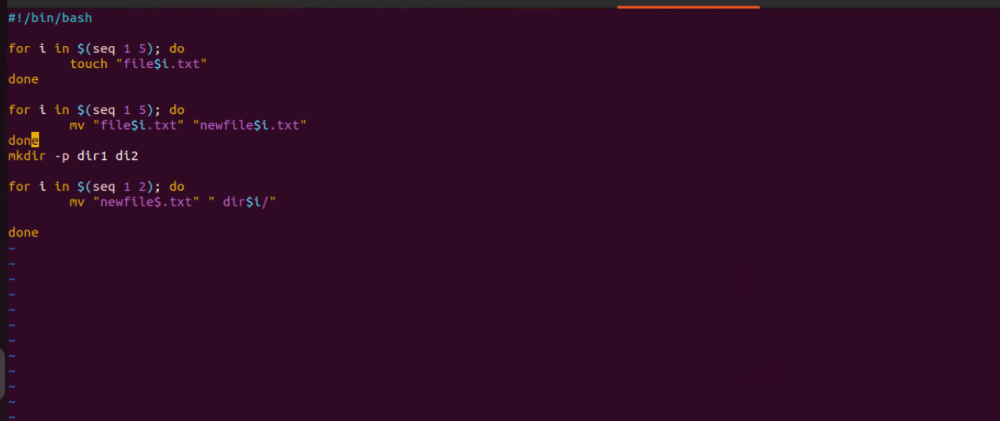 #!/bin/bash
for i in $(seq 1 5); do
        touch "file$i.txt"
done
for i in $(seq 1 5); do
        mv "file$i.txt" "newfile$i.txt"
done
mkdir -p dir1 di2
for i in $(seq 1 2); do
        mv "newfile$.txt" " dir$i/"
done
~
~
~
~
~
~
~
~
~
~
~
~